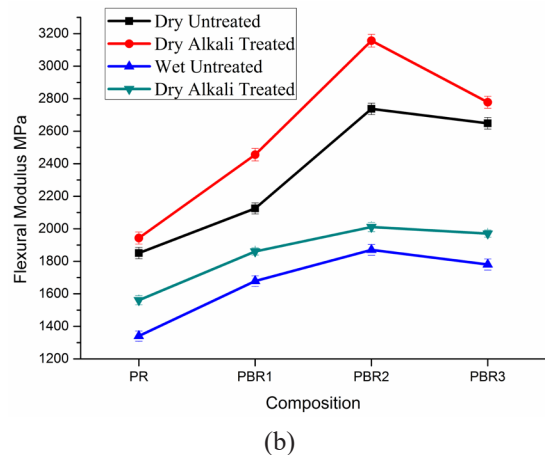 Dry Untreated
Dry Alkali Treated
Wet Untreated
Dry Alkali Treated
Flexural Modulus MPa
3200
3000
2800
2600
2400
2200
2000
1800
1600
1400
1200
PR PBR1 PBR2 PBR3
Composition
(b)